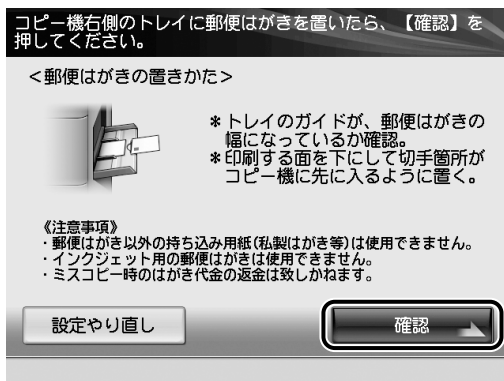 コピー機右側のトレイに郵便はがきを置いたら、【確認】を
押してください。
<郵便はがきの置きかた>
*トレイのガイドが、郵便はがきの
幅になっているか確認。
*印刷する面を下にして切手箇所が
コピー機に先に入るように置く。
《注意事項》
・郵便はがき以外の持ち込み用紙(私製はがき等)は使用できません。
・インクジェット用の郵便はがきは使用できません。
・ミスコピー時のはがき代金の返金は致しかねます。
設定やり直し
確認